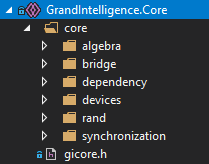 GrandIntelligence.Core
core
algebra
bridge
dependency
devices
rand
synchronization
gicore.h